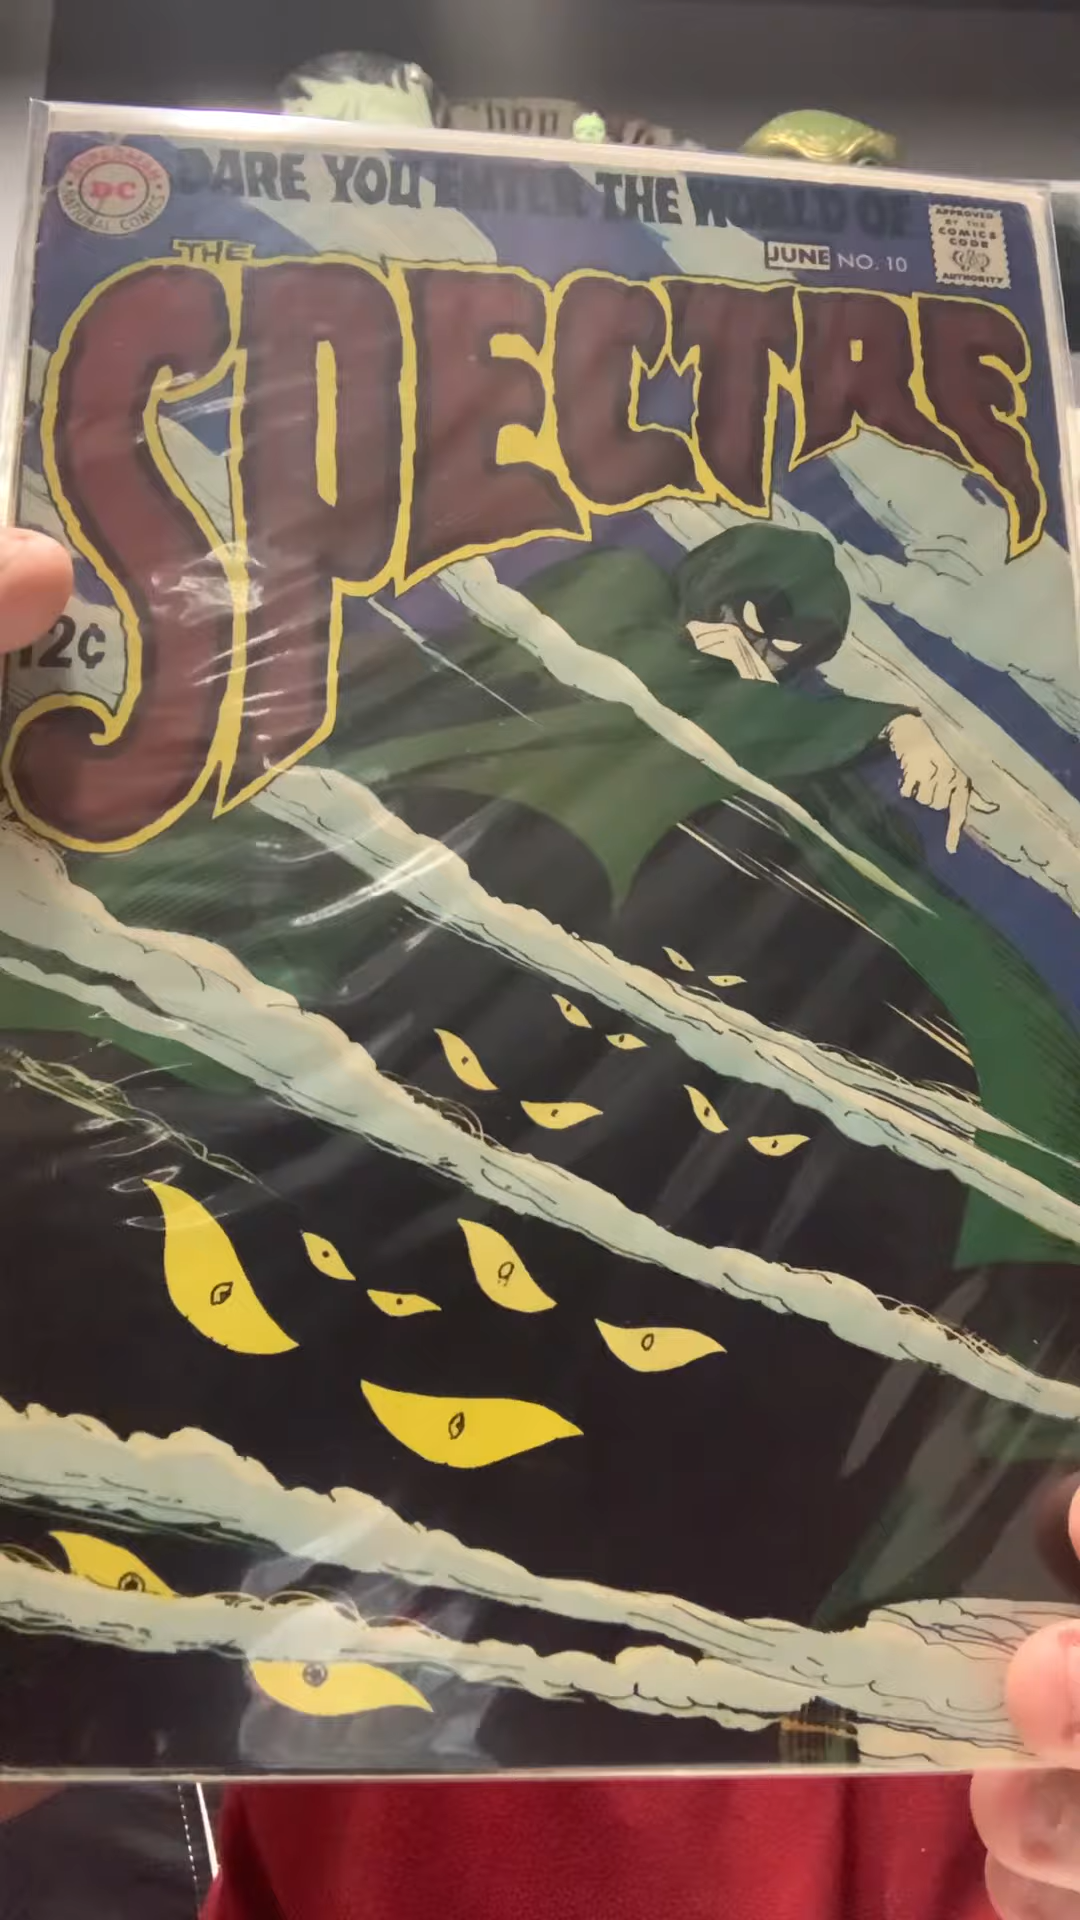 DARE YOU ENTER THE WORLD OF
SUPERMAN
DC
NATIONAL COMICS
APPROVED
BY THE
COMICS
CODE
AUTHORITY
JUNE NO. 10
THE
SPECTRE
12¢